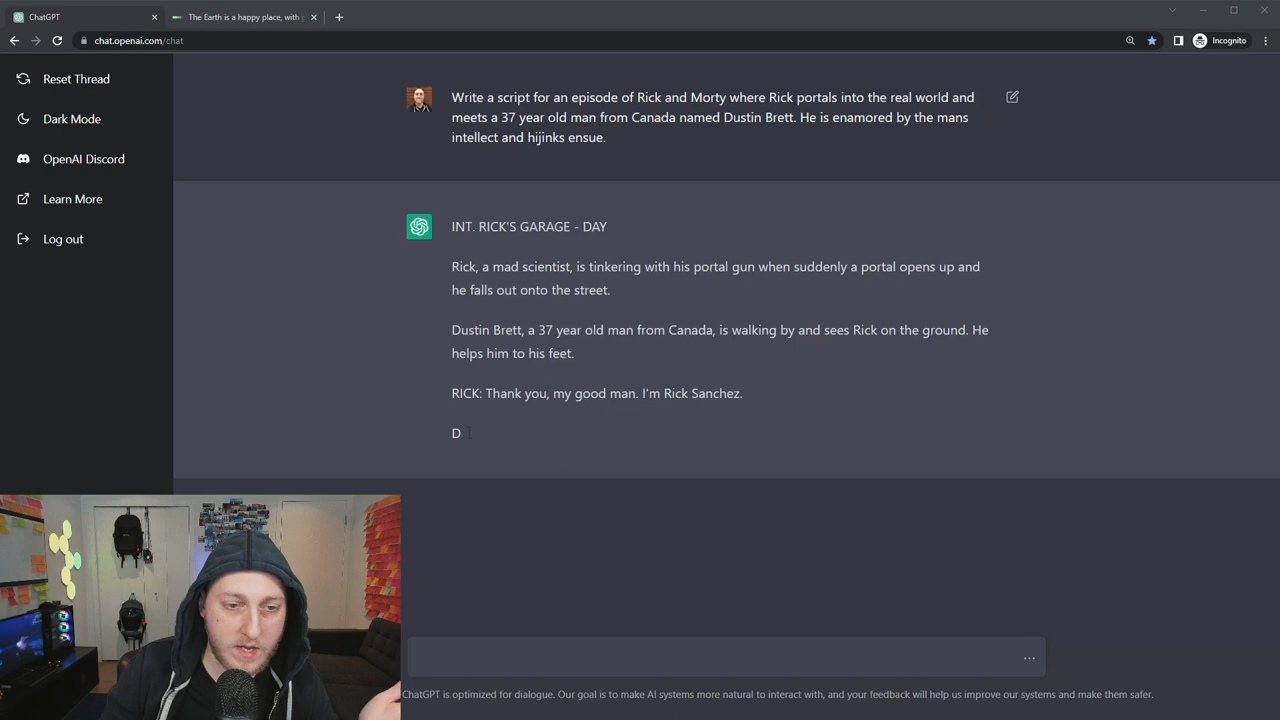 ChatGPT
The Earth is a happy place, with
chat.openai.com/chat
Incognito
Reset Thread
Dark Mode
OpenAI Discord
Learn More
Log out
Write a script for an episode of Rick and Morty where Rick portals into the real world and
meets a 37 year old man from Canada named Dustin Brett. He is enamored by the mans
intellect and hijinks ensue.
INT. RICK'S GARAGE - DAY
Rick, a mad scientist, is tinkering with his portal gun when suddenly a portal opens up and
he falls out onto the street.
Dustin Brett, a 37 year old man from Canada, is walking by and sees Rick on the ground. He
helps him to his feet.
RICK: Thank you, my good man. I'm Rick Sanchez.
D
ChatGPT is optimized for dialogue. Our goal is to make AI systems more natural to interact with, and your feedback will help us improve our systems and make them safer.